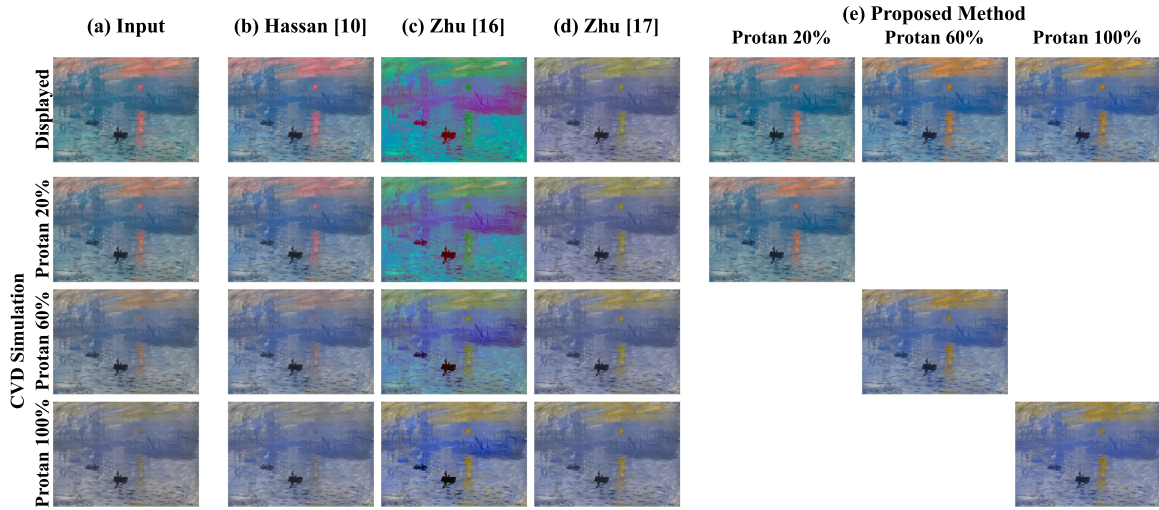 (a) Input
(b) Hassan [10]
(c) Zhu [16]
(d) Zhu [17]
(e) Proposed Method
Protan 20%
Protan 60%
Protan 100%
Displayed
CVD Simulation
Protan 20%
Protan 60%
Protan 100%